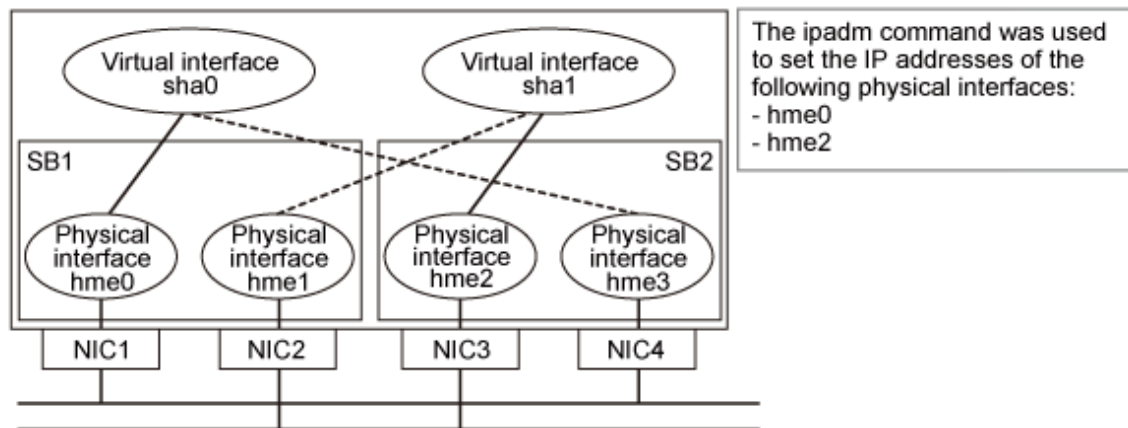 Virtual interface
sha0
Virtual interface
sha1
The ipadm command was used
to set the IP addresses of the
following physical interfaces:
- hme0
- hme2
SB1
SB2
Physical
interface
hme0
Physical
interface
hme1
Physical
interface
hme2
Physical
interface
hme3
NIC1
NIC2
NIC3
NIC4